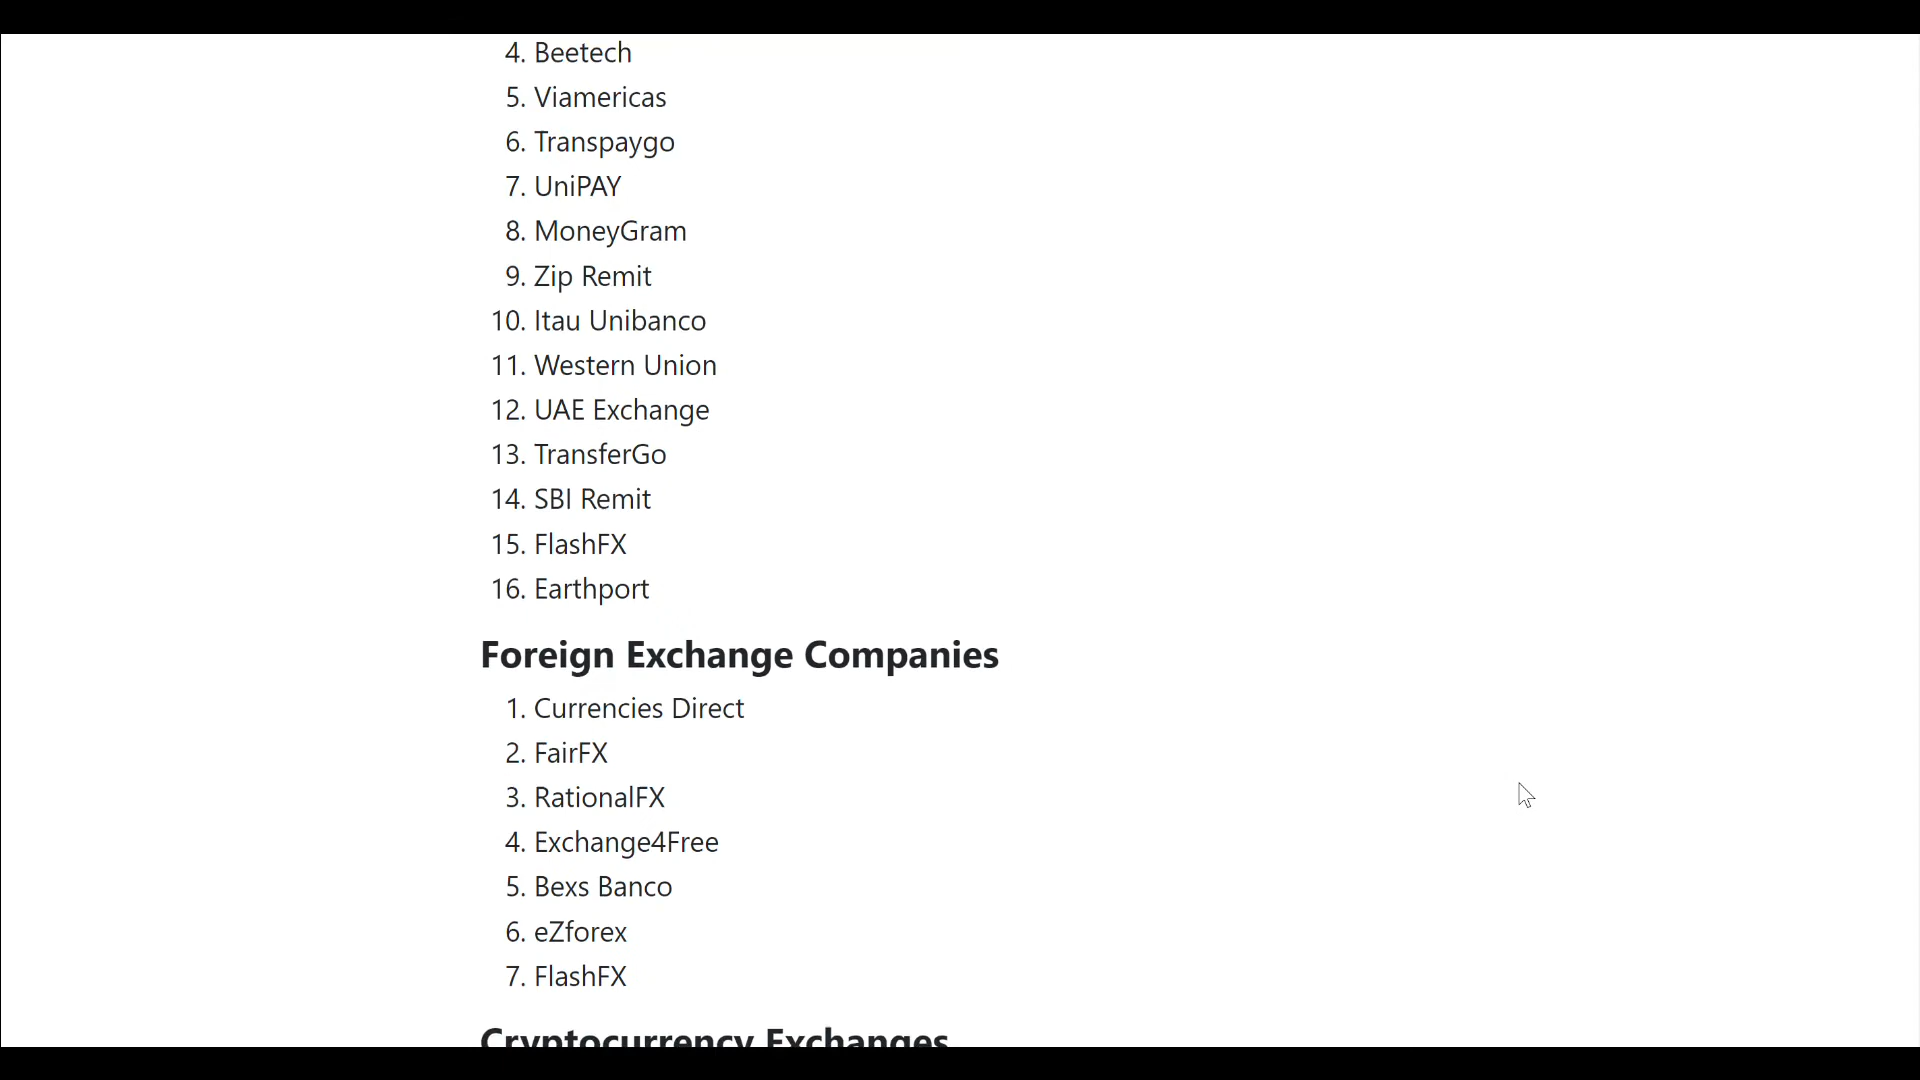 4. Beetech
5. Viamericas
6. Transpaygo
7. UniPAY
8. MoneyGram
9. Zip Remit
10. Itau Unibanco
11. Western Union
12. UAE Exchange
13. TransferGo
14. SBI Remit
15. FlashFX
16. Earthport
Foreign Exchange Companies
1. Currencies Direct
2. FairFX
3. RationalFX
4. Exchange4Free
5. Bexs Banco
6. eZforex
7. FlashFX
Cryptocurrency Exchanges